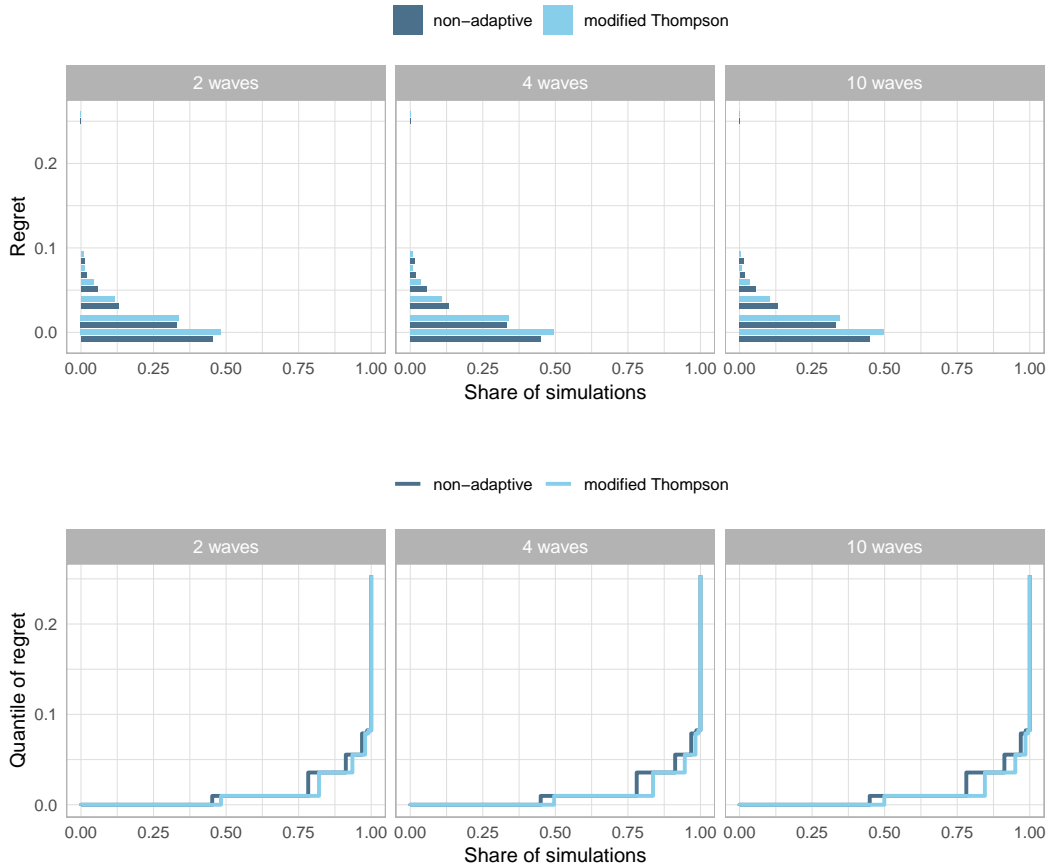 non−adaptive modified Thompson
2 waves 4 waves 10 waves
Regret
0.2
0.1
0.0
0.00 0.25 0.50 0.75 1.00 0.00 0.25 0.50 0.75 1.00 0.00 0.25 0.50 0.75 1.00
Share of simulations
non−adaptive modified Thompson
2 waves 4 waves 10 waves
Quantile of regret
0.2
0.1
0.0
0.00 0.25 0.50 0.75 1.00 0.00 0.25 0.50 0.75 1.00 0.00 0.25 0.50 0.75 1.00
Share of simulations